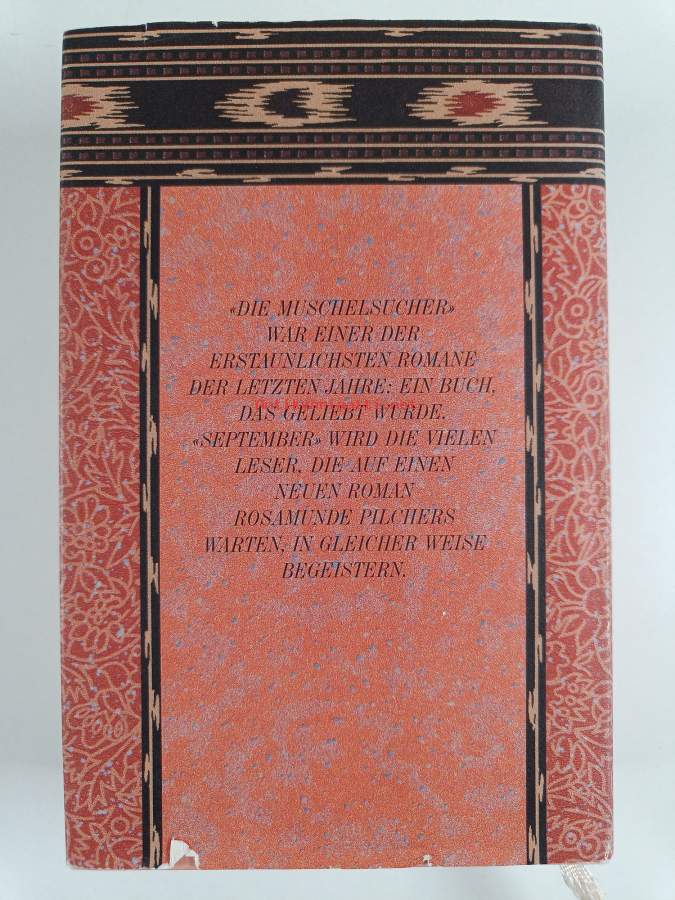 «DIE MUSCHELSUCHER»
WAR EINER DER
ERSTAUNLICHSTEN ROMANE
DER LETZTEN JAHRE: EIN BUCH,
DAS GELIEBT WURDE.
«SEPTEMBER» WIRD DIE VIELEN
LESER, DIE AUF EINEN
NEUEN ROMAN
ROSAMUNDE PILCHERS
WARTEN, IN GLEICHER WEISE
BEGEISTERN.